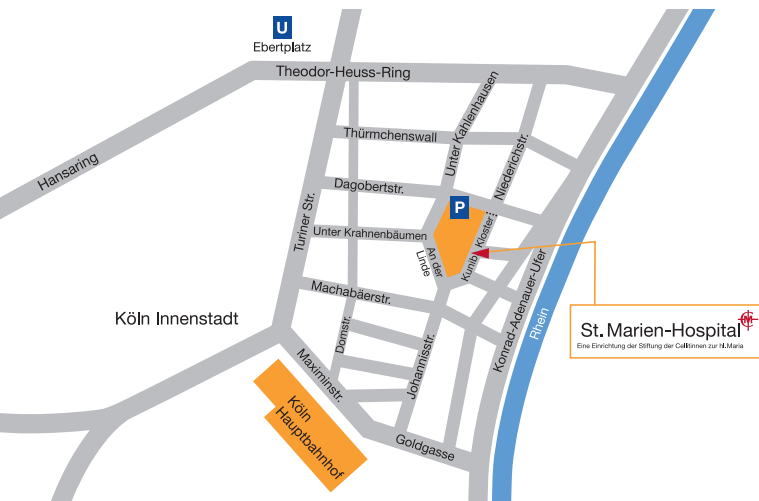 U
Ebertplatz
Theodor-Heuss-Ring
Hansaring
Thürmchenswall
Unter Kahlenhausen
Niederichstr.
Dagobertstr.
P
Turiner Str.
Unter Krahnenbäumen
An der
Linde
Kunib.
Kloster
Machabäerstr.
Köln Innenstadt
Domstr.
Johannisstr.
Konrad-Adenauer-Ufer
Rhein
St. Marien-Hospital
Eine Einrichtung der Stiftung der Cellitinnen zur hl. Maria
Maximinstr.
Köln
Hauptbahnhof
Goldgasse